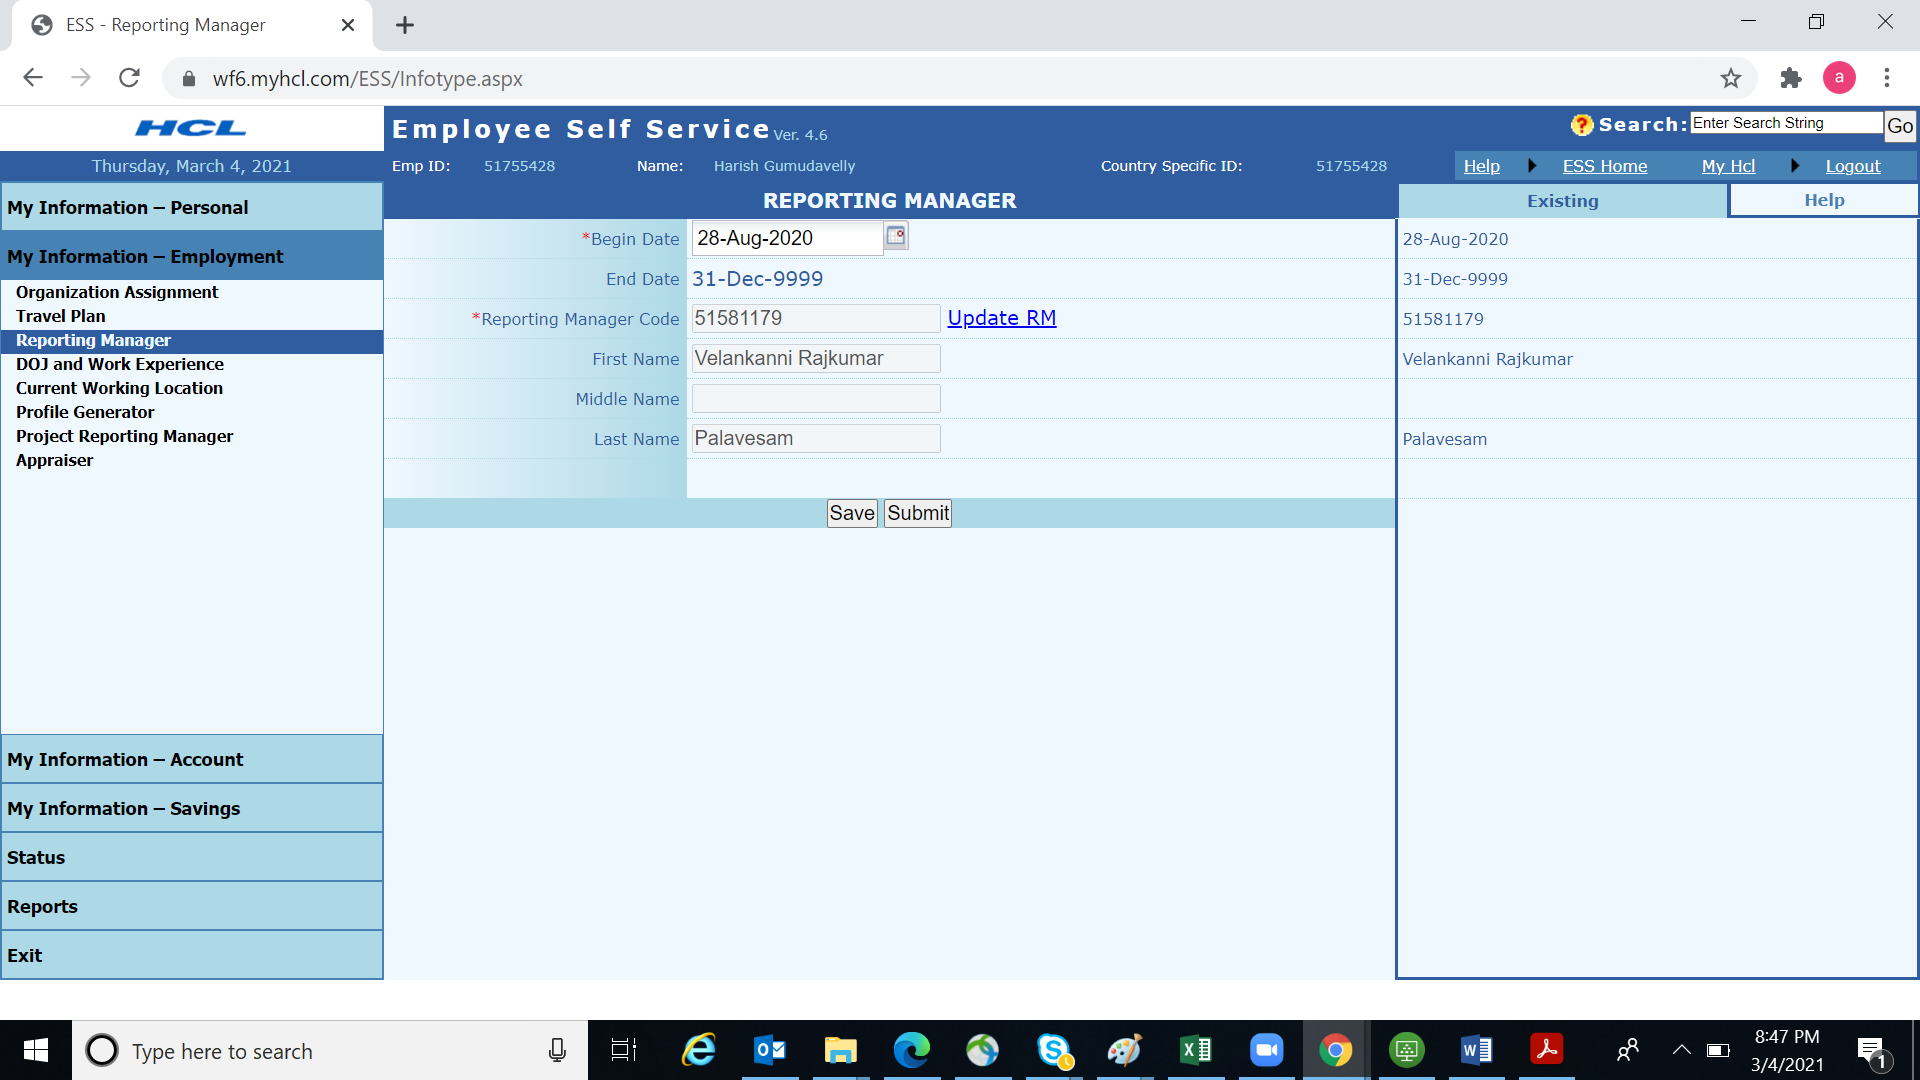 ESS - Reporting Manager
wf6.myhcl.com/ESS/Infotype.aspx
a
HCL
Employee Self Service Ver. 4.6
Search: Enter Search String Go
Thursday, March 4, 2021
Emp ID: 51755428 Name: Harish Gumudavelly Country Specific ID: 51755428
Help ESS Home My Hcl Logout
My Information – Personal
My Information – Employment
Organization Assignment
Travel Plan
Reporting Manager
DOJ and Work Experience
Current Working Location
Profile Generator
Project Reporting Manager
Appraiser
My Information – Account
My Information – Savings
Status
Reports
Exit
REPORTING MANAGER
*Begin Date 28-Aug-2020
End Date 31-Dec-9999
*Reporting Manager Code 51581179 Update RM
First Name Velankanni Rajkumar
Middle Name
Last Name Palavesam
Save Submit
Existing Help
28-Aug-2020
31-Dec-9999
51581179
Velankanni Rajkumar
Palavesam
Type here to search
8:47 PM
3/4/2021
1